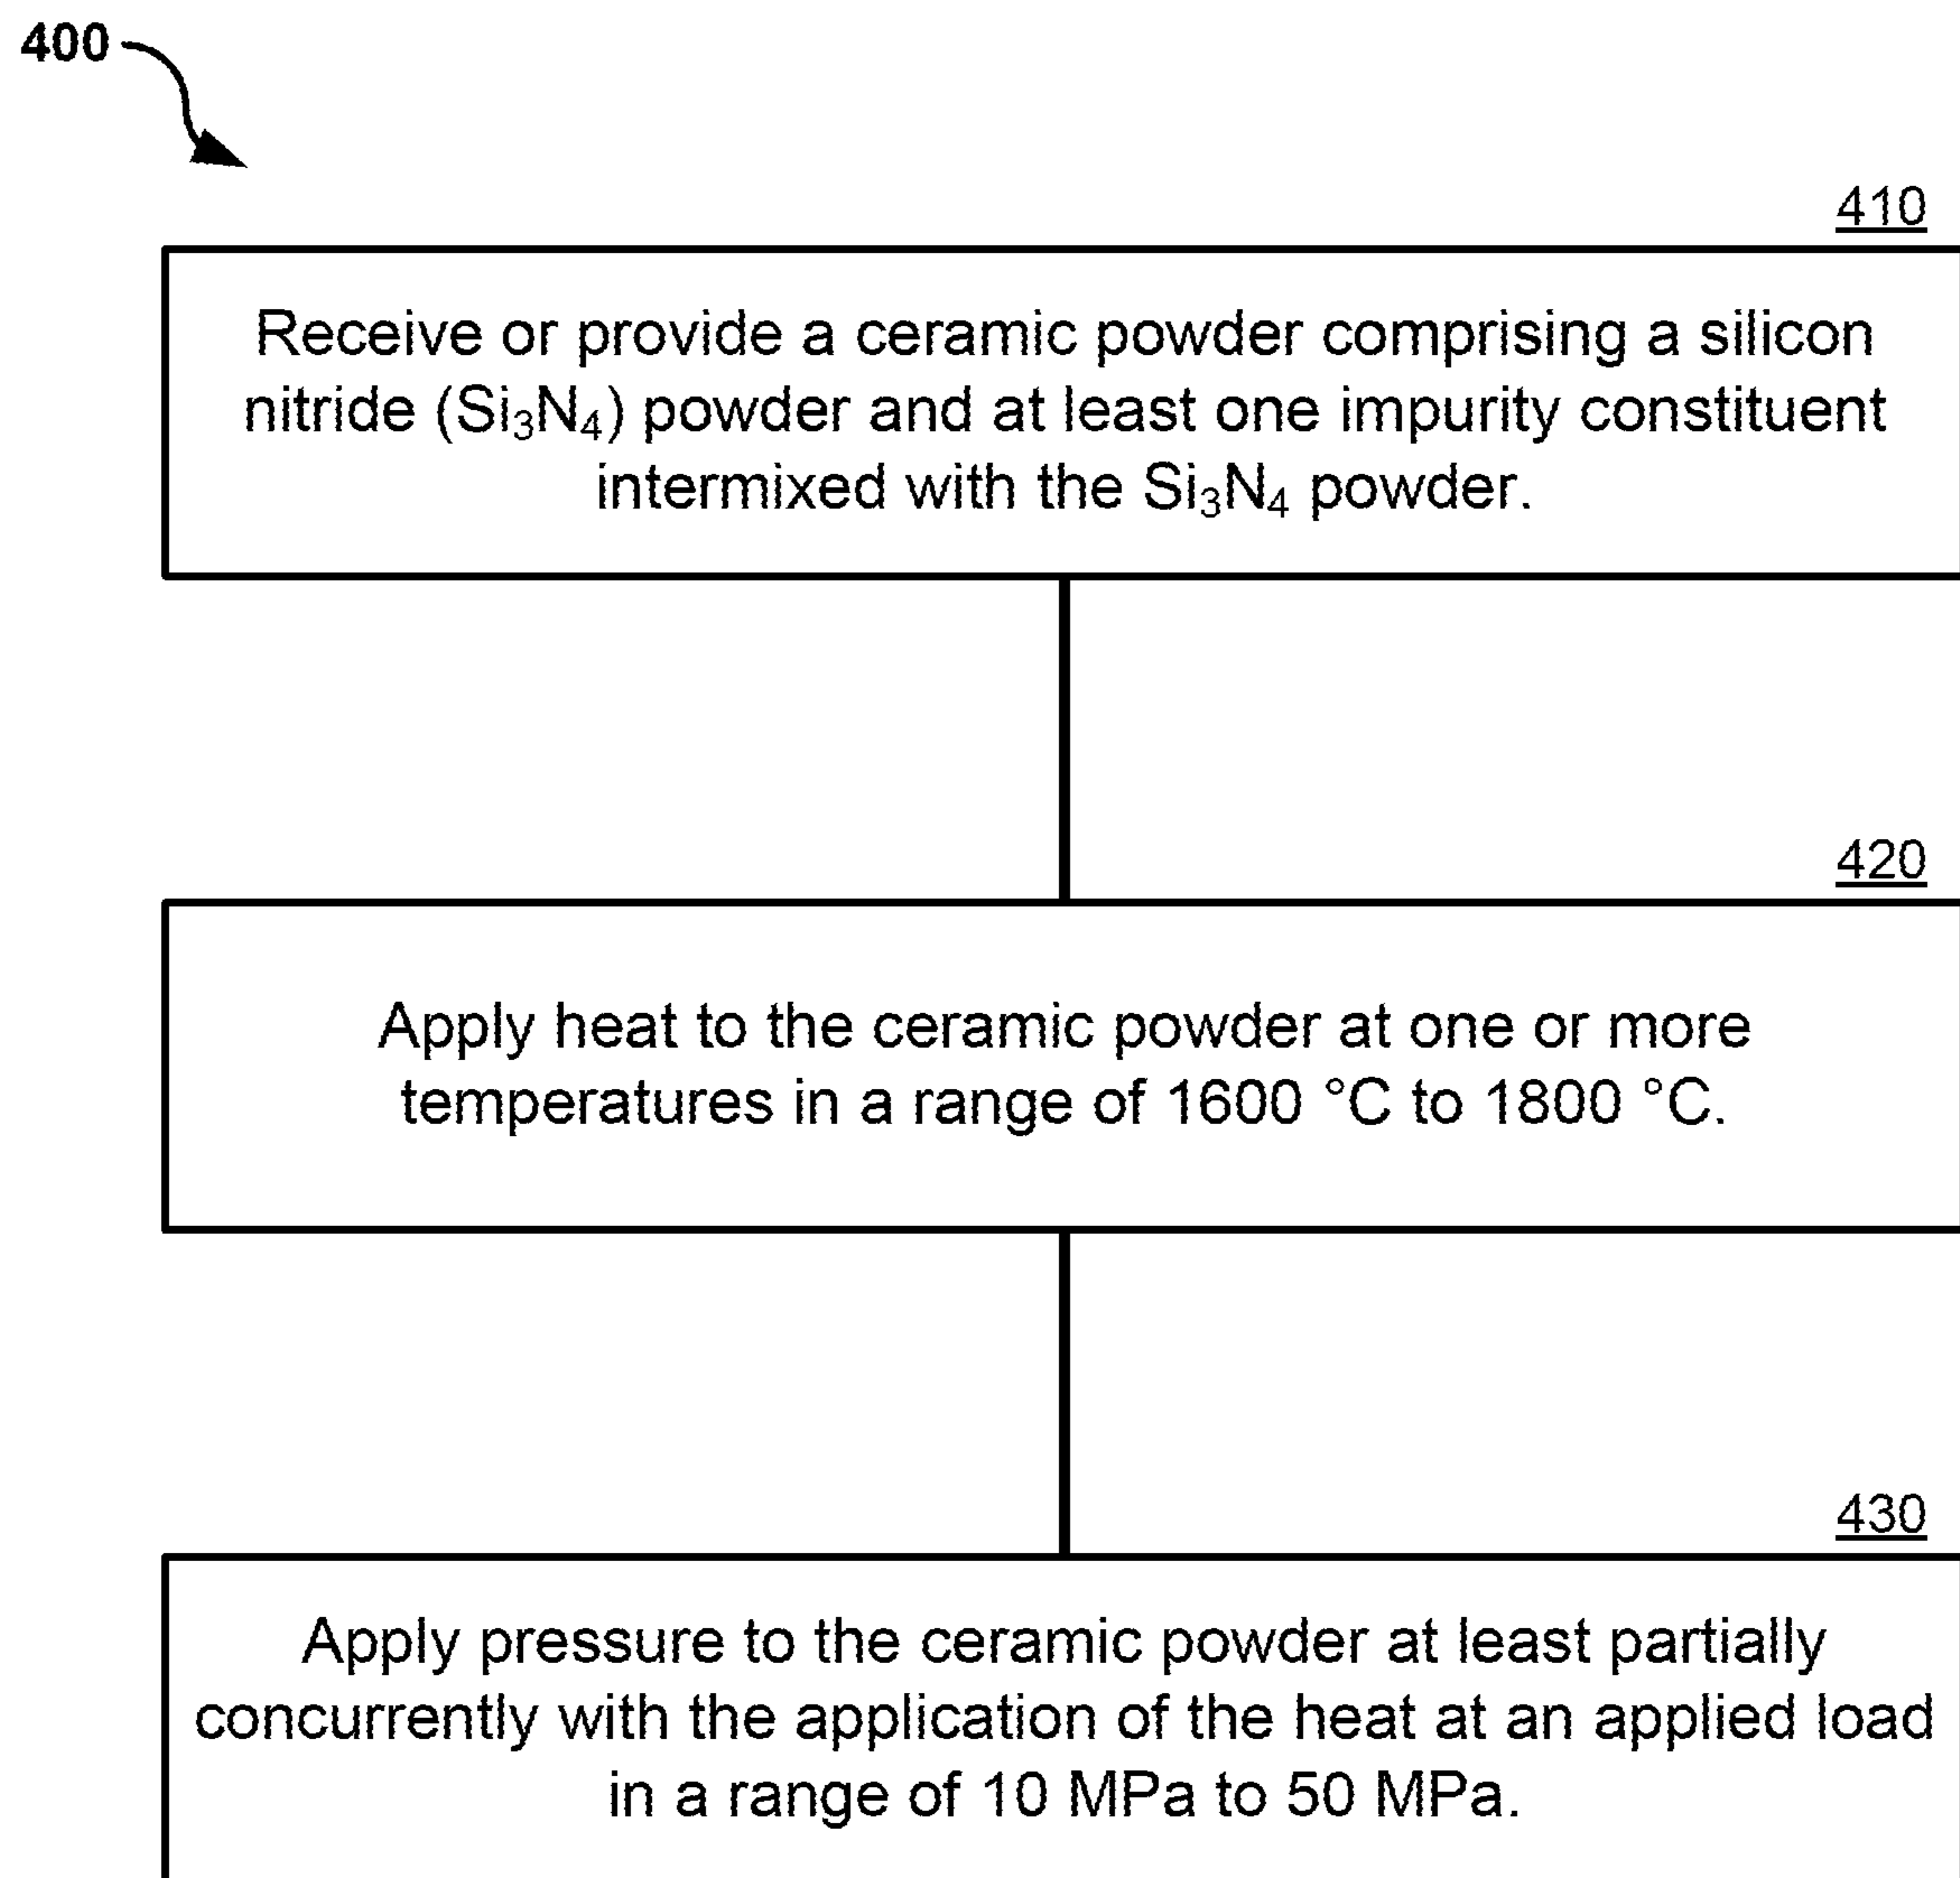 400
410
Receive or provide a ceramic powder comprising a silicon
nitride (Si₃N₄) powder and at least one impurity constituent
intermixed with the Si₃N₄ powder.
420
Apply heat to the ceramic powder at one or more
temperatures in a range of 1600 °C to 1800 °C.
430
Apply pressure to the ceramic powder at least partially
concurrently with the application of the heat at an applied load
in a range of 10 MPa to 50 MPa.